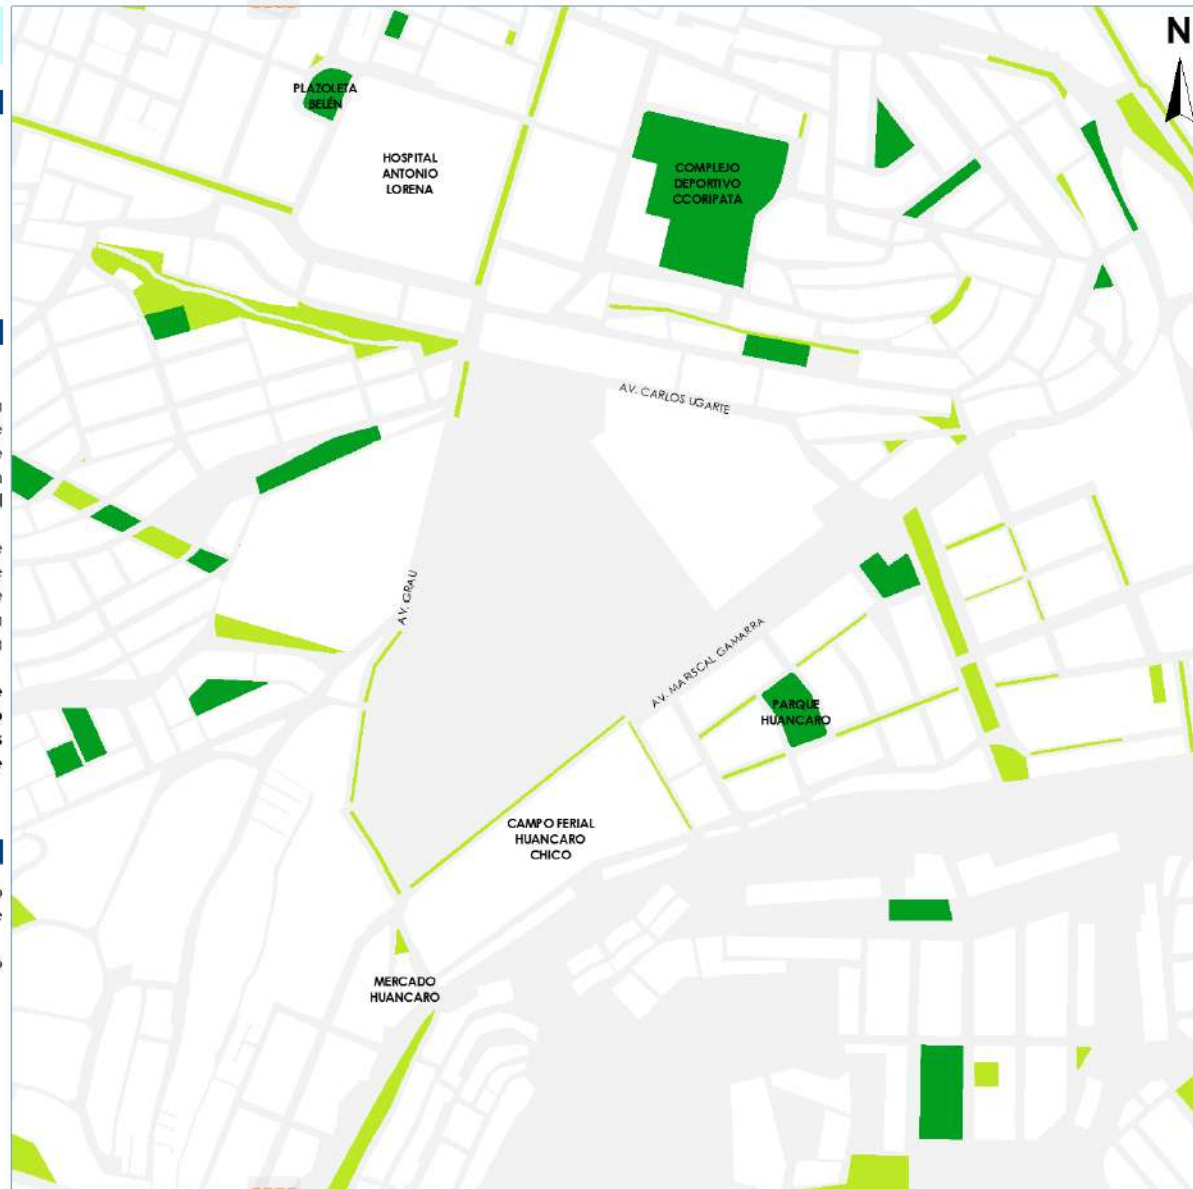 N
PLAZOLETA
BELÉN
HOSPITAL
ANTONIO
LORENA
COMPLEJO
DEPORTIVO
CCORIPATA
AV. CARLOS UGARTE
AV. GRAU
AV. MARISCAL GAMARRA
PARQUE
HUANCARO
CAMPO FERIAL
HUANCARO
CHICO
MERCADO
HUANCARO